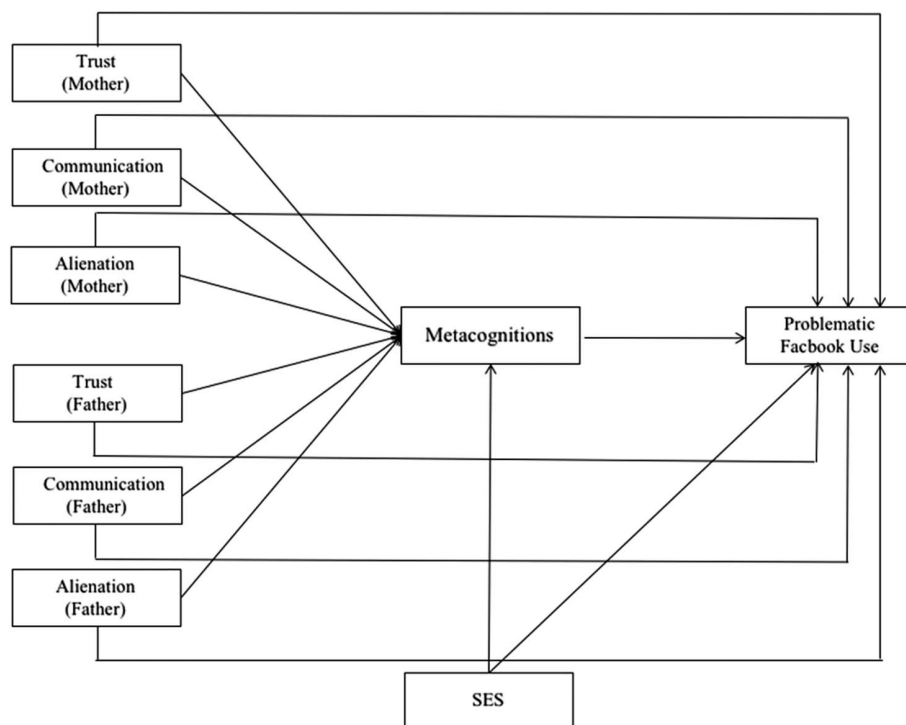 Trust
(Mother)
Communication
(Mother)
Alienation
(Mother)
Metacognitions
Problematic
Facbook Use
Trust
(Father)
Communication
(Father)
Alienation
(Father)
SES